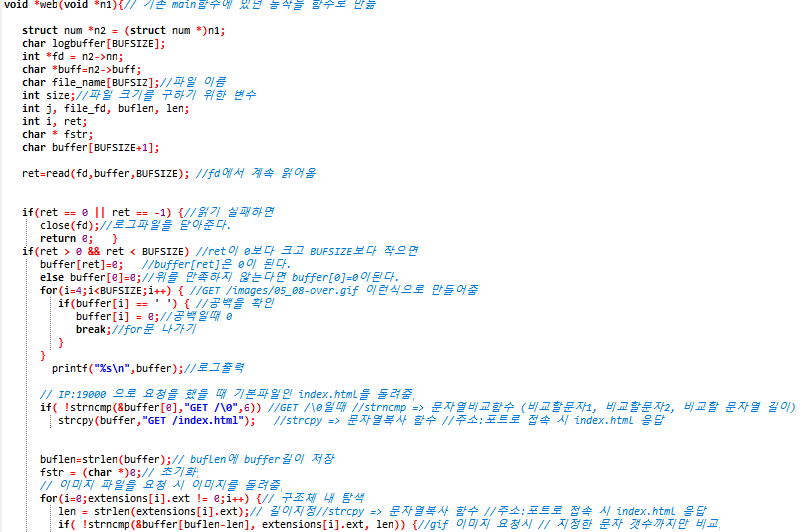 void *web(void *n1){// 기존 main함수에 있던 동작을 함수로 만듦
struct num *n2 = (struct num *)n1;
char logbuffer[BUFSIZE];
int *fd = n2->nn;
char *buff=n2->buff;
char file_name[BUFSIZ];//파일 이름
int size;//파일 크기를 구하기 위한 변수
int j, file_fd, buflen, len;
int i, ret;
char * fstr;
char buffer[BUFSIZE+1];
ret=read(fd,buffer,BUFSIZE); //fd에서 계속 읽어옴
if(ret == 0 || ret == -1) {//읽기 실패하면
close(fd);//로그파일을 닫아준다.
return 0;   }
if(ret > 0 && ret < BUFSIZE) //ret이 0보다 크고 BUFSIZE보다 작으면
buffer[ret]=0;   //buffer[ret]은 0이 된다.
else buffer[0]=0;//위를 만족하지 않는다면 buffer[0]=0이된다.
for(i=4;i<BUFSIZE;i++) { //GET /images/05_08-over.gif 이런식으로 만들어줌
if(buffer[i] == ' ') { //공백을 확인
buffer[i] = 0;//공백일때 0
break;//for문 나가기
}
}
printf("%s\n",buffer);//로그출력
// IP:19000 으로 요청을 했을 때 기본파일인 index.html을 돌려줌
if( !strncmp(&buffer[0],"GET /\0",6)) //GET /\0일때 //strncmp => 문자열비교함수 (비교할문자1, 비교할문자2, 비교할 문자열 길이)
strcpy(buffer,"GET /index.html");   //strcpy => 문자열복사 함수 //주소:포트로 접속 시 index.html 응답
buflen=strlen(buffer);// buflen에 buffer길이 저장
fstr = (char *)0;// 초기화
// 이미지 파일을 요청 시 이미지를 돌려줌
for(i=0;extensions[i].ext != 0;i++) {// 구조체 내 탐색
len = strlen(extensions[i].ext);// 길이지정//strcpy => 문자열복사 함수 //주소:포트로 접속 시 index.html 응답
if( !strncmp(&buffer[buflen-len], extensions[i].ext, len)) {//gif 이미지 요청시 // 지정한 문자 갯수까지만 비교